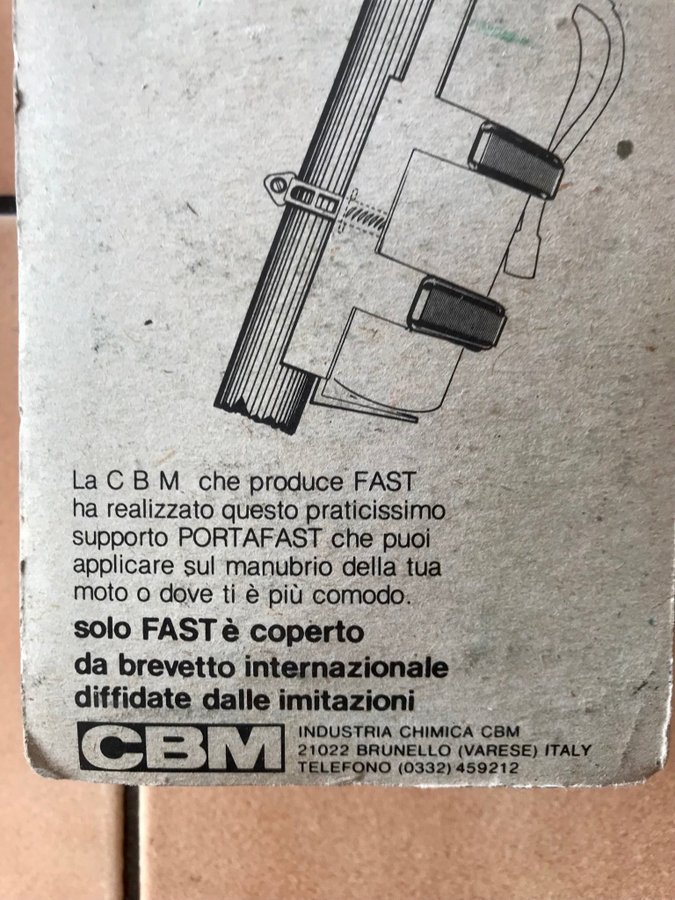 La C B M che produce FAST
ha realizzato questo praticissimo
supporto PORTAFAST che puoi
applicare sul manubrio della tua
moto o dove ti è più comodo.
solo FAST è coperto
da brevetto internazionale
diffidate dalle imitazioni
CBM
INDUSTRIA CHIMICA CBM
21022 BRUNELLO (VARESE) ITALY
TELEFONO (0332) 459212